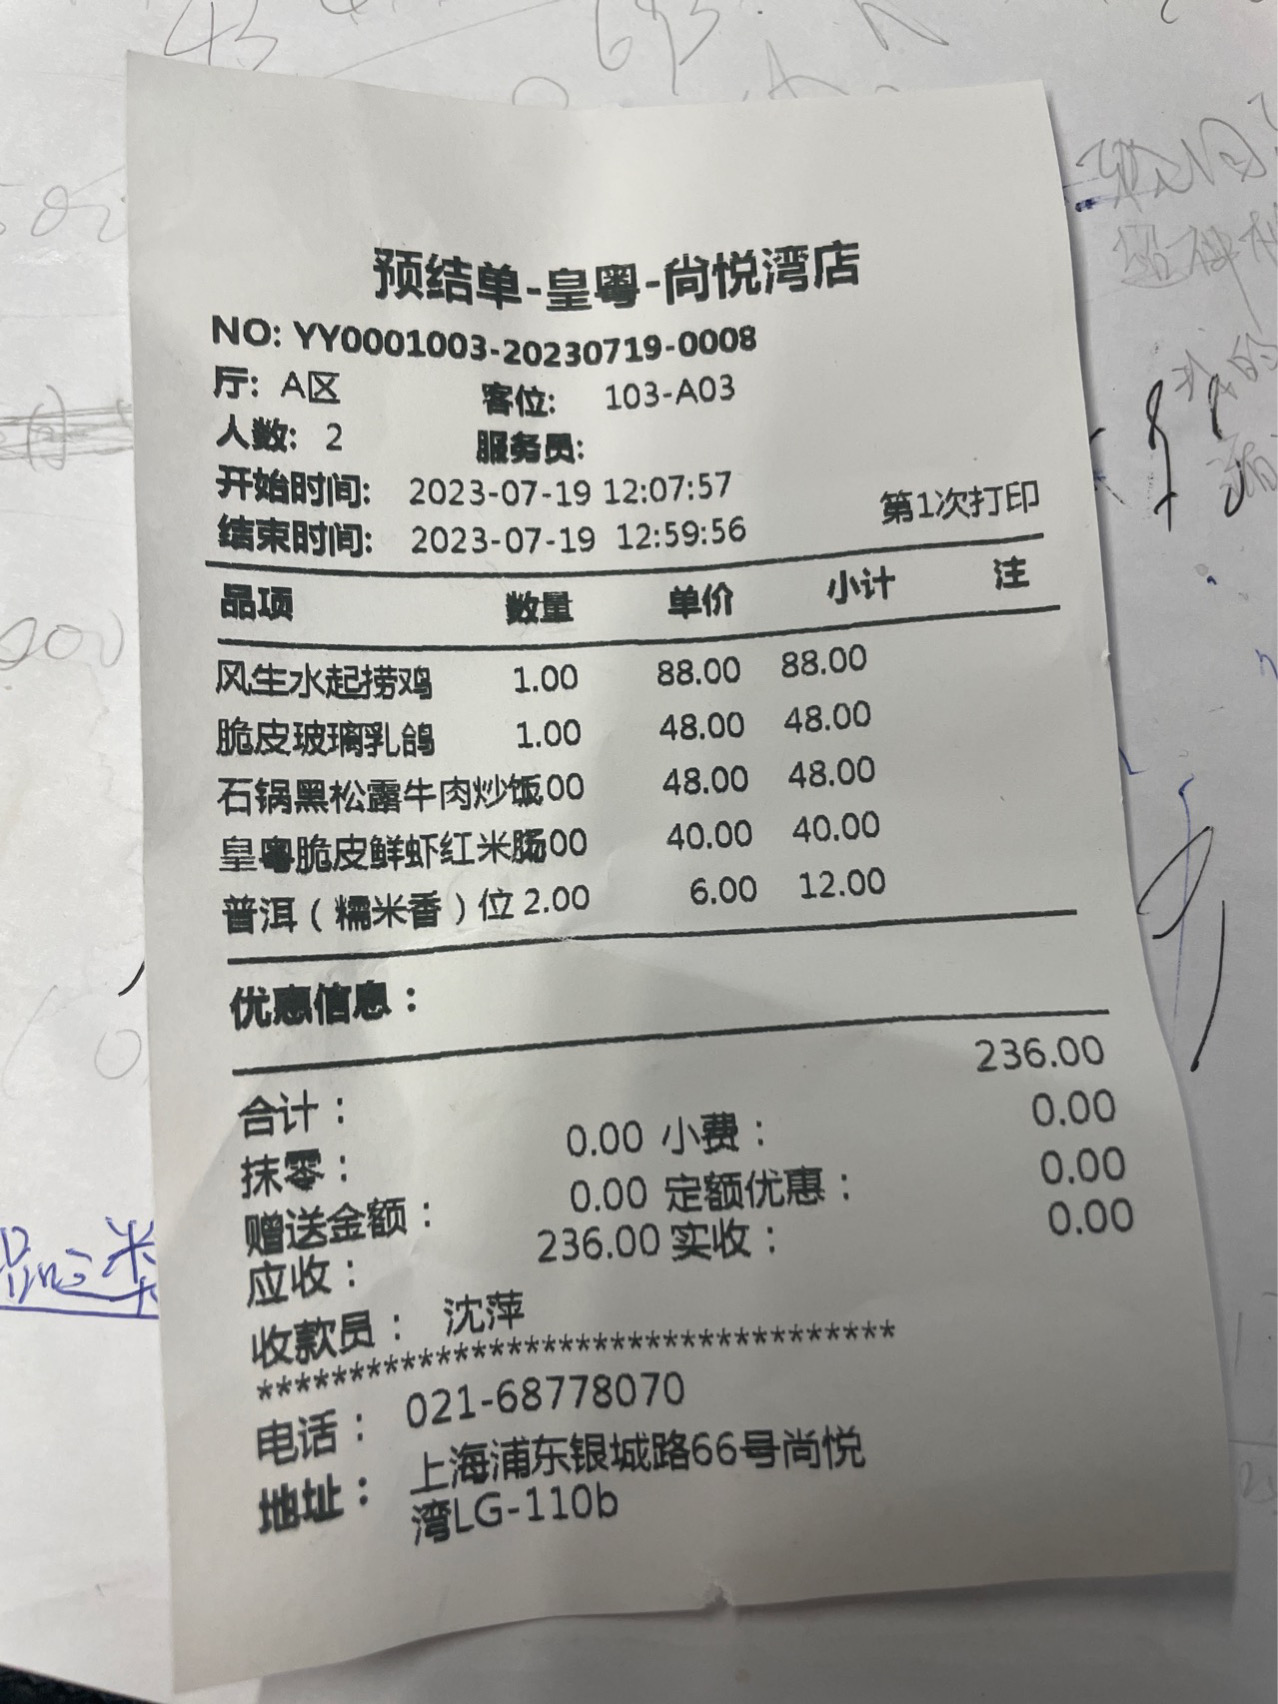 预结单-皇粤-尚悦湾店
NO: YY0001003-20230719-0008
厅: A区 客位: 103-A03
人数: 2 服务员:
开始时间: 2023-07-19 12:07:57
结束时间: 2023-07-19 12:59:56 第1次打印
品项 数量 单价 小计 注
风生水起捞鸡 1.00 88.00 88.00
脆皮玻璃乳鸽 1.00 48.00 48.00
石锅黑松露牛肉炒饭00 48.00 48.00
皇粤脆皮鲜虾红米肠00 40.00 40.00
普洱（糯米香）位 2.00 6.00 12.00
优惠信息：
合计： 236.00
抹零： 0.00 小费： 0.00
赠送金额： 0.00 定额优惠： 0.00
应收： 236.00 实收： 0.00
收款员： 沈萍
***********************************
电话： 021-68778070
地址： 上海浦东银城路66号尚悦
湾LG-110b